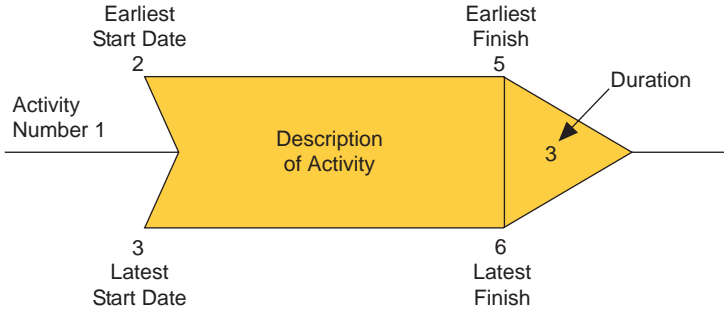 Earliest
Start Date
2
Earliest
Finish
5
Duration
Activity
Number 1
Description
of Activity
3
3
Latest
Start Date
6
Latest
Finish